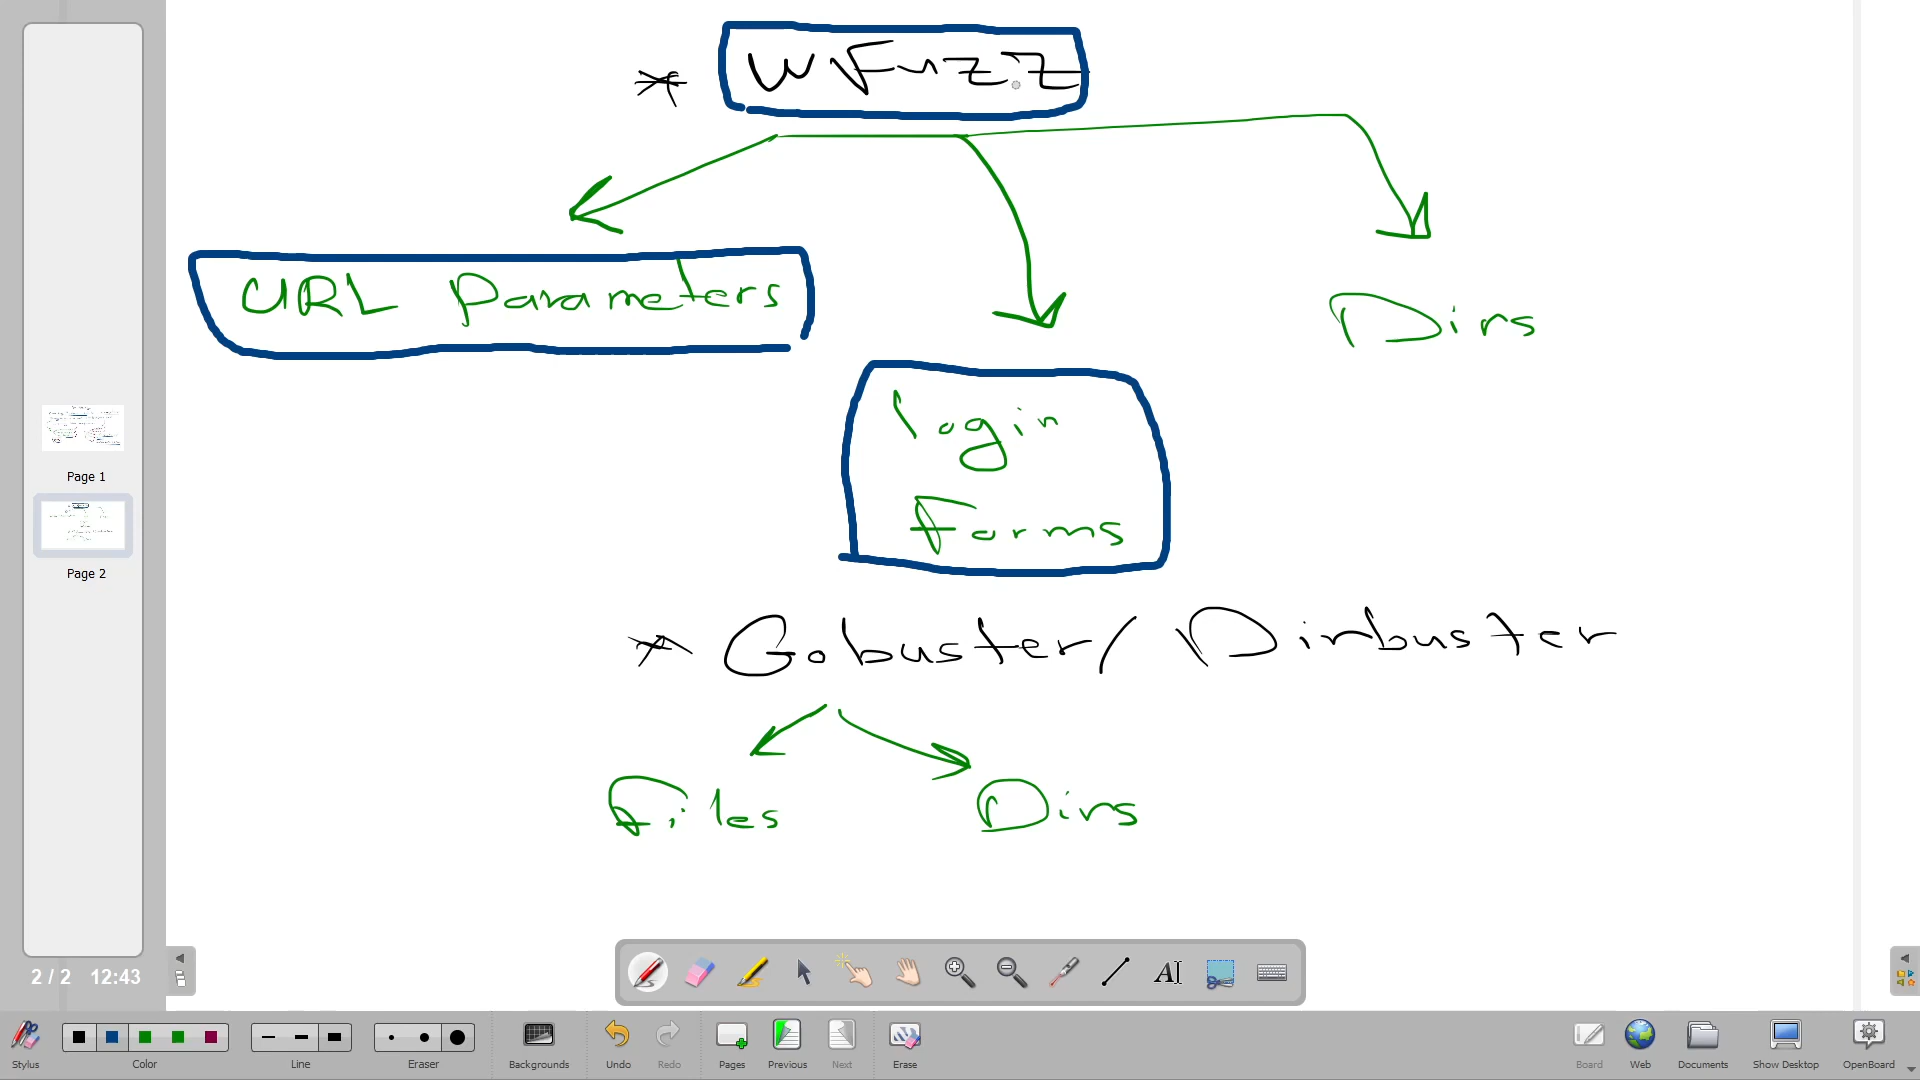 * WFuzz
URL Parameters
Dirs
login
Forms
* Gobuster/ Dirbuster
Files
Dirs
Page 1
Page 2
2 / 2 12:43
Stylus
Color
Line
Eraser
Backgrounds
Undo
Redo
Pages
Previous
Next
Erase
Board
Web
Documents
Show Desktop
OpenBoard